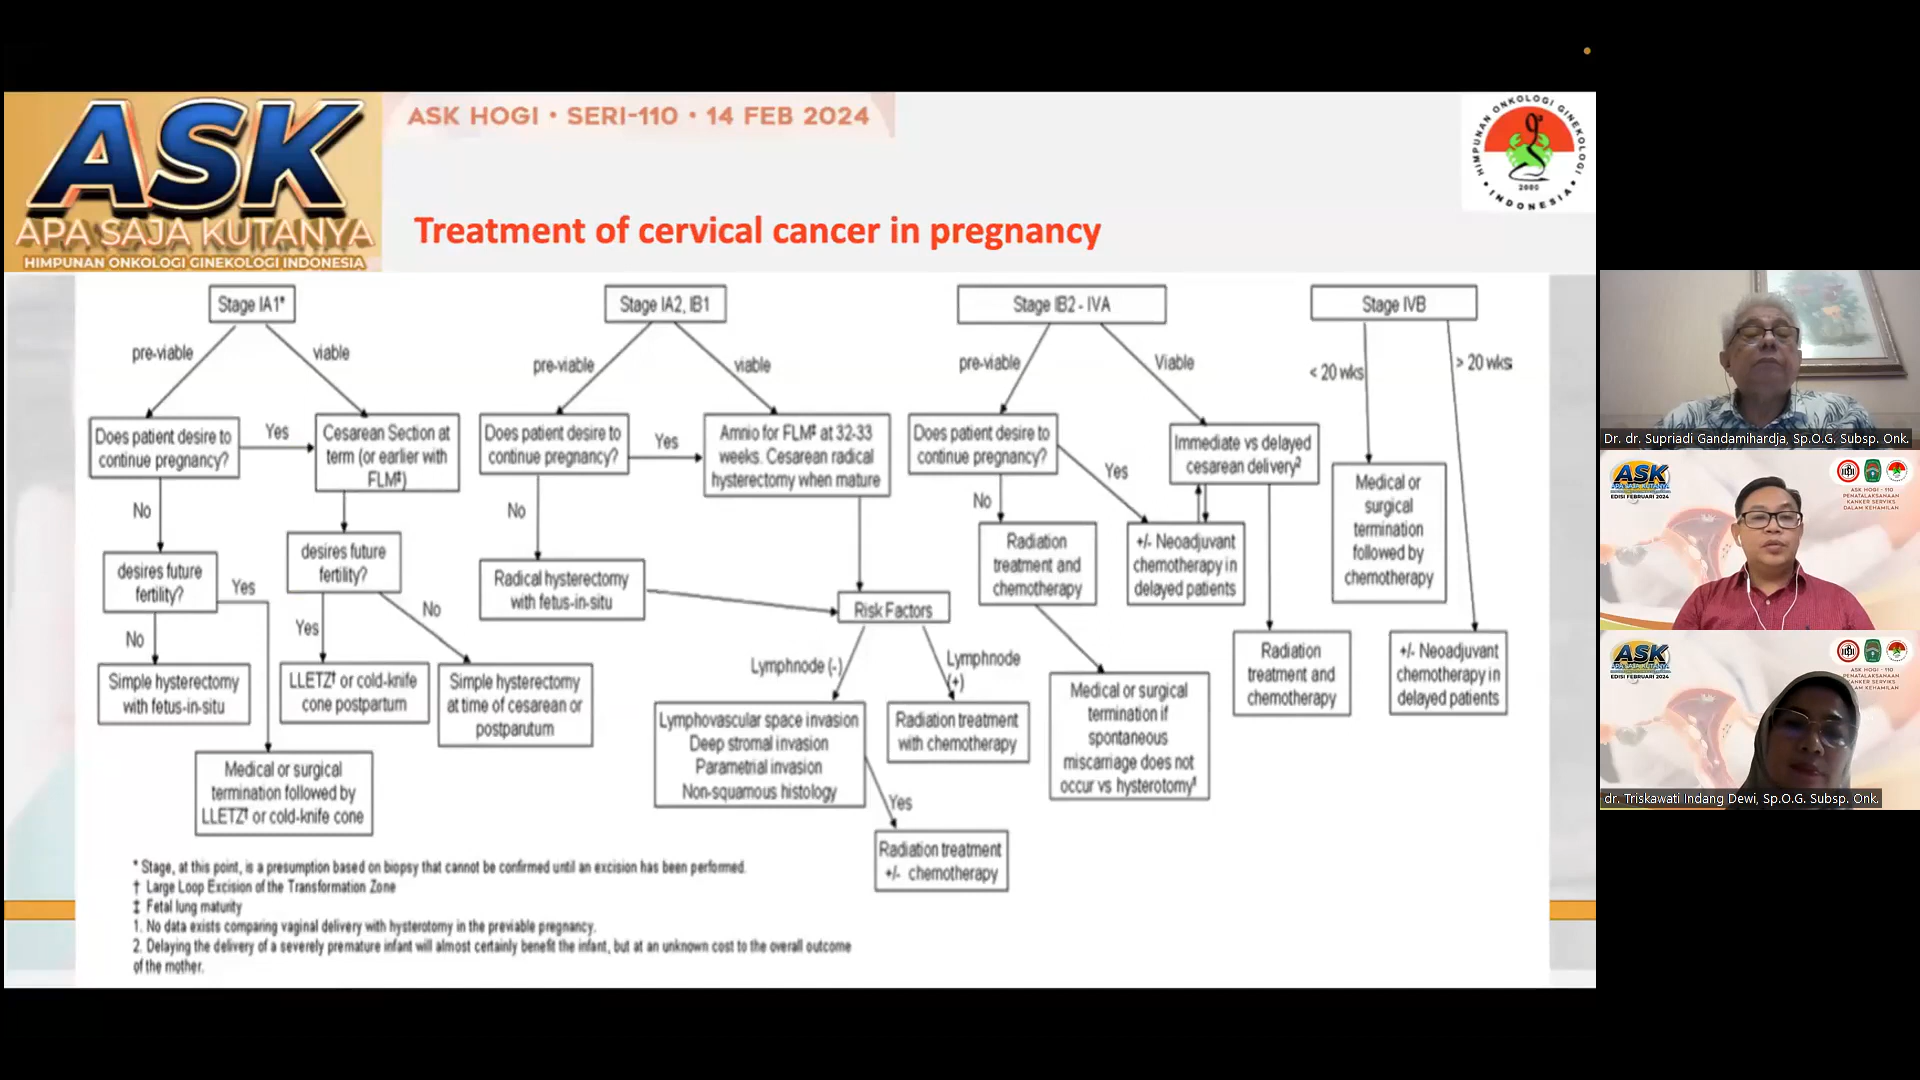 ASK
APA SAJA KUTANYA
HIMPUNAN ONKOLOGI GINEKOLOGI INDONESIA
ASK HOGI • SERI-110 • 14 FEB 2024
HIMPUNAN ONKOLOGI GINEKOLOGI
2000
• INDONESIA •
Treatment of cervical cancer in pregnancy
Stage IA1*
pre-viable
viable
Does patient desire to
continue pregnancy?
Yes
Cesarean Section at
term (or earlier with
FLM‡)
No
desires future
fertility?
Yes
No
Simple hysterectomy
with fetus-in-situ
Medical or surgical
termination followed by
LLETZ† or cold-knife cone
desires future
fertility?
Yes
No
LLETZ† or cold-knife
cone postpartum
Simple hysterectomy
at time of cesarean or
postparutum
Stage IA2, IB1
pre-viable
viable
Does patient desire to
continue pregnancy?
Yes
Amnio for FLM‡ at 32-33
weeks. Cesarean radical
hysterectomy when mature
No
Radical hysterectomy
with fetus-in-situ
Risk Factors
Lymphnode (-)
Lymphnode
(+)
Lymphovascular space invasion
Deep stromal invasion
Parametrial invasion
Non-squamous histology
Radiation treatment
with chemotherapy
Yes
Radiation treatment
+/- chemotherapy
Stage IB2 - IVA
pre-viable
Viable
Does patient desire to
continue pregnancy?
Yes
Immediate vs delayed
cesarean delivery2
No
Radiation
treatment and
chemotherapy
+/- Neoadjuvant
chemotherapy in
delayed patients
Medical or surgical
termination if
spontaneous
miscarriage does not
occur vs hysterotomy1
Radiation
treatment and
chemotherapy
Stage IVB
< 20 wks
> 20 wks
Medical or
surgical
termination
followed by
chemotherapy
+/- Neoadjuvant
chemotherapy in
delayed patients
* Stage, at this point, is a presumption based on biopsy that cannot be confirmed until an excision has been performed.
† Large Loop Excision of the Transformation Zone
‡ Fetal lung maturity
1. No data exists comparing vaginal delivery with hysterotomy in the previable pregnancy.
2. Delaying the delivery of a severely premature infant will almost certainly benefit the infant, but at an unknown cost to the overall outcome
of the mother.
Dr. dr. Supriadi Gandamihardja, Sp.O.G. Subsp. Onk.
ASK
EDISI FEBRUARI 2024
ASK HOGI - 110
PENATALAKSANAAN
KANKER SERVIKS
DALAM KEHAMILAN
ASK
EDISI FEBRUARI 2024
ASK HOGI - 110
PENATALAKSANAAN
KANKER SERVIKS
DALAM KEHAMILAN
dr. Triskawati Indang Dewi, Sp.O.G. Subsp. Onk.